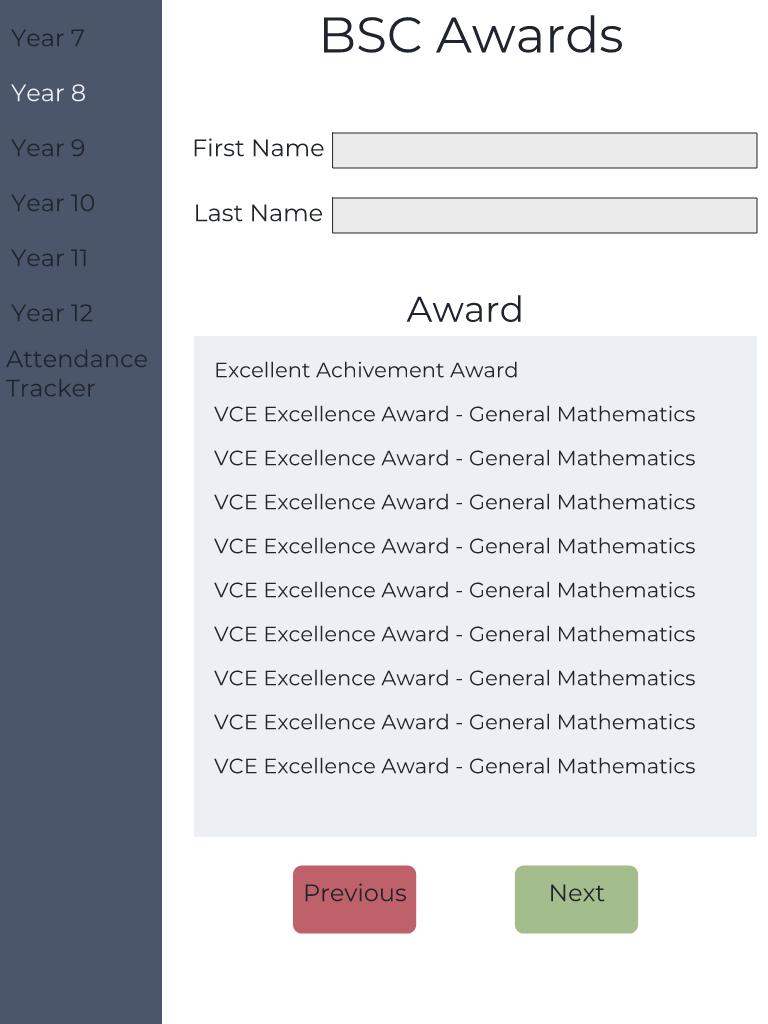 Year 7
Year 8
Year 9
Year 10
Year 11
Year 12
Attendance
Tracker
BSC Awards
First Name
Last Name
Award
Excellent Achivement Award
VCE Excellence Award - General Mathematics
VCE Excellence Award - General Mathematics
VCE Excellence Award - General Mathematics
VCE Excellence Award - General Mathematics
VCE Excellence Award - General Mathematics
VCE Excellence Award - General Mathematics
VCE Excellence Award - General Mathematics
VCE Excellence Award - General Mathematics
VCE Excellence Award - General Mathematics
Previous
Next